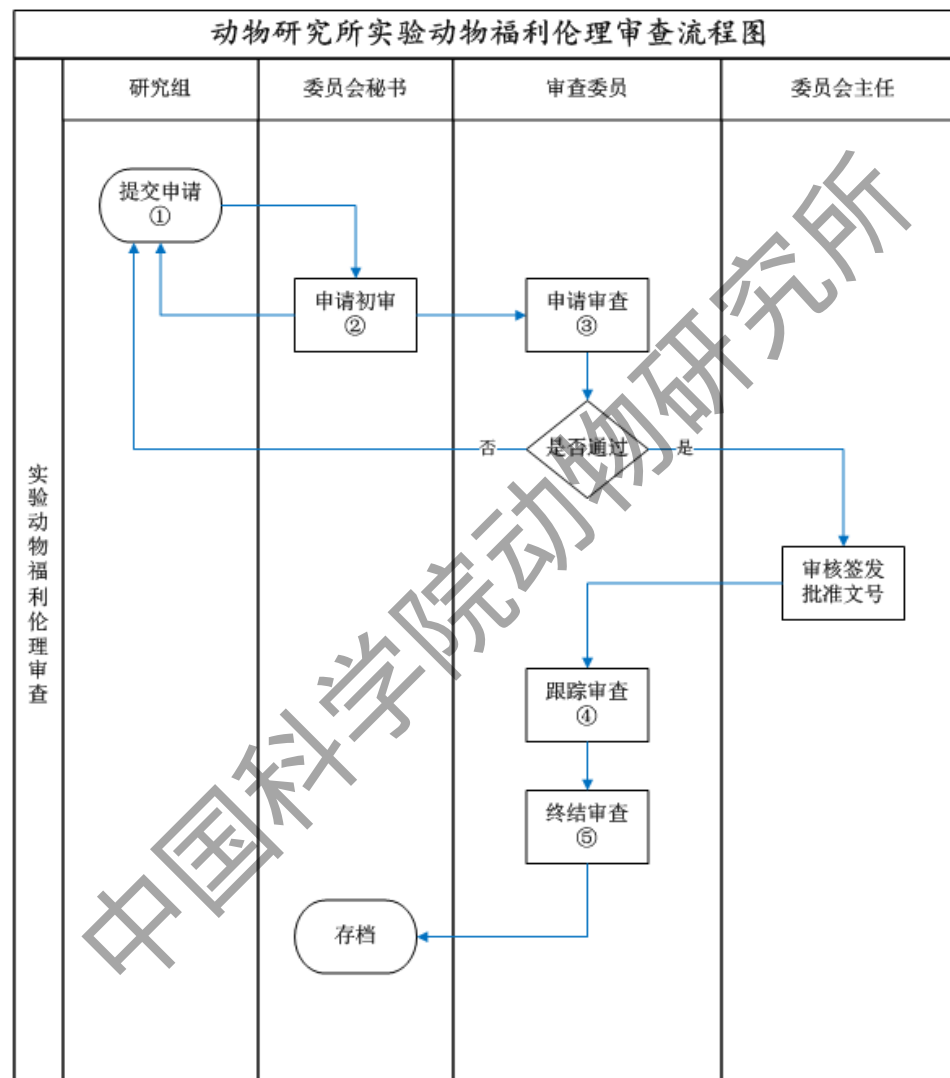 动物研究所实验动物福利伦理审查流程图
研究组
委员会秘书
审查委员
委员会主任
提交申请
①
申请初审
②
申请审查
③
否
是否通过
是
实验动物福利伦理审查
审核签发
批准文号
跟踪审查
④
终结审查
⑤
存档
中国科学院动物研究所